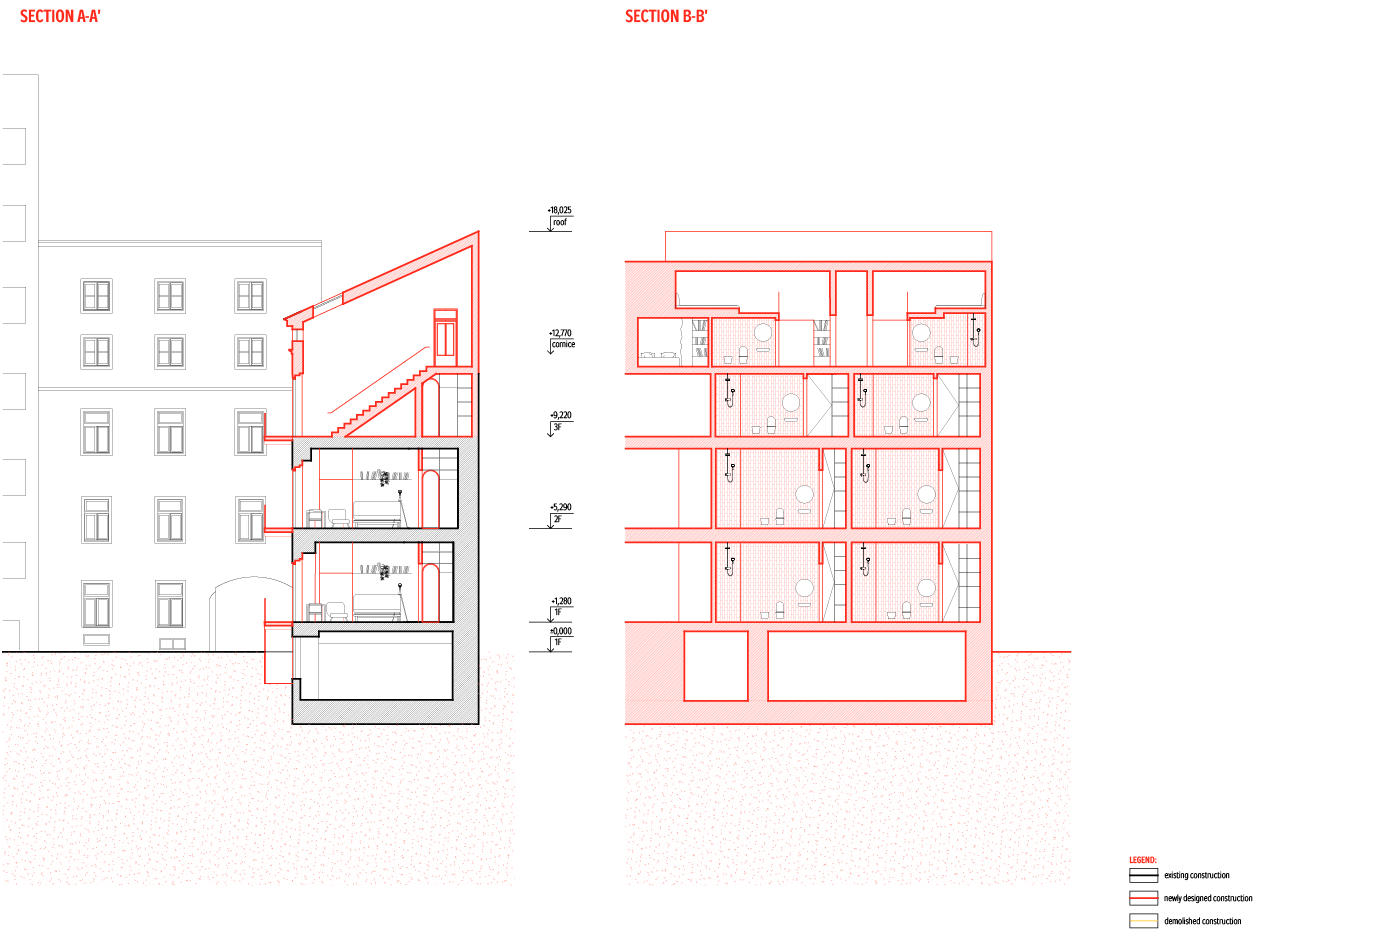 SECTION A-A'
SECTION B-B'
+18,025
roof
+12,770
cornice
+9,220
3F
+5,290
2F
+1,280
1F
±0,000
1F
LEGEND:
existing construction
newly designed construction
demolished construction